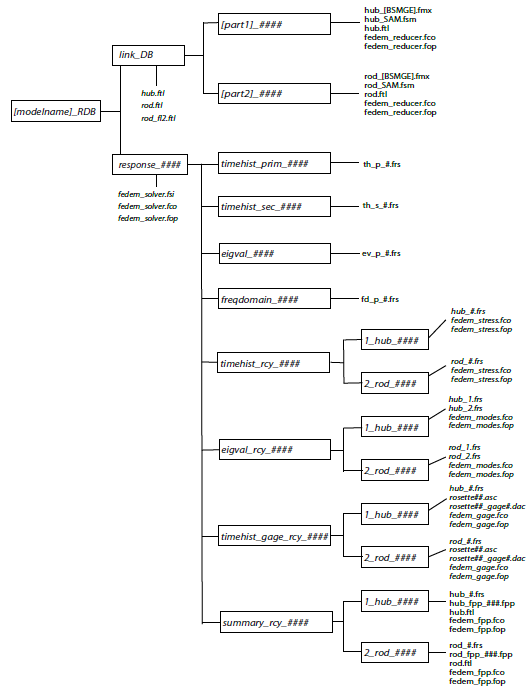 [part1]_####
hub_[BSMGE].fmx
hub_SAM.fsm
hub.ftl
fedem_reducer.fco
fedem_reducer.fop
link_DB
hub.ftl
rod.ftl
rod_fl2.ftl
[part2]_####
rod_[BSMGE].fmx
rod_SAM.fsm
rod.ftl
fedem_reducer.fco
fedem_reducer.fop
[modelname]_RDB
response_####
fedem_solver.fsi
fedem_solver.fco
fedem_solver.fop
timehist_prim_####
th_p_#.frs
timehist_sec_####
th_s_#.frs
eigval_####
ev_p_#.frs
freqdomain_####
fd_p_#.frs
timehist_rcy_####
1_hub_####
hub_#.frs
fedem_stress.fco
fedem_stress.fop
2_rod_####
rod_#.frs
fedem_stress.fco
fedem_stress.fop
eigval_rcy_####
1_hub_####
hub_1.frs
hub_2.frs
fedem_modes.fco
fedem_modes.fop
2_rod_####
rod_1.frs
rod_2.frs
fedem_modes.fco
fedem_modes.fop
timehist_gage_rcy_####
1_hub_####
hub_#.frs
rosette##.asc
rosette##_gage#.dac
fedem_gage.fco
fedem_gage.fop
2_rod_####
rod_#.frs
rosette##.asc
rosette##_gage#.dac
fedem_gage.fco
fedem_gage.fop
summary_rcy_####
1_hub_####
hub_#.frs
hub_fpp_###.fpp
hub.ftl
fedem_fpp.fco
fedem_fpp.fop
2_rod_####
rod_#.frs
rod_fpp_###.fpp
rod.ftl
fedem_fpp.fco
fedem_fpp.fop